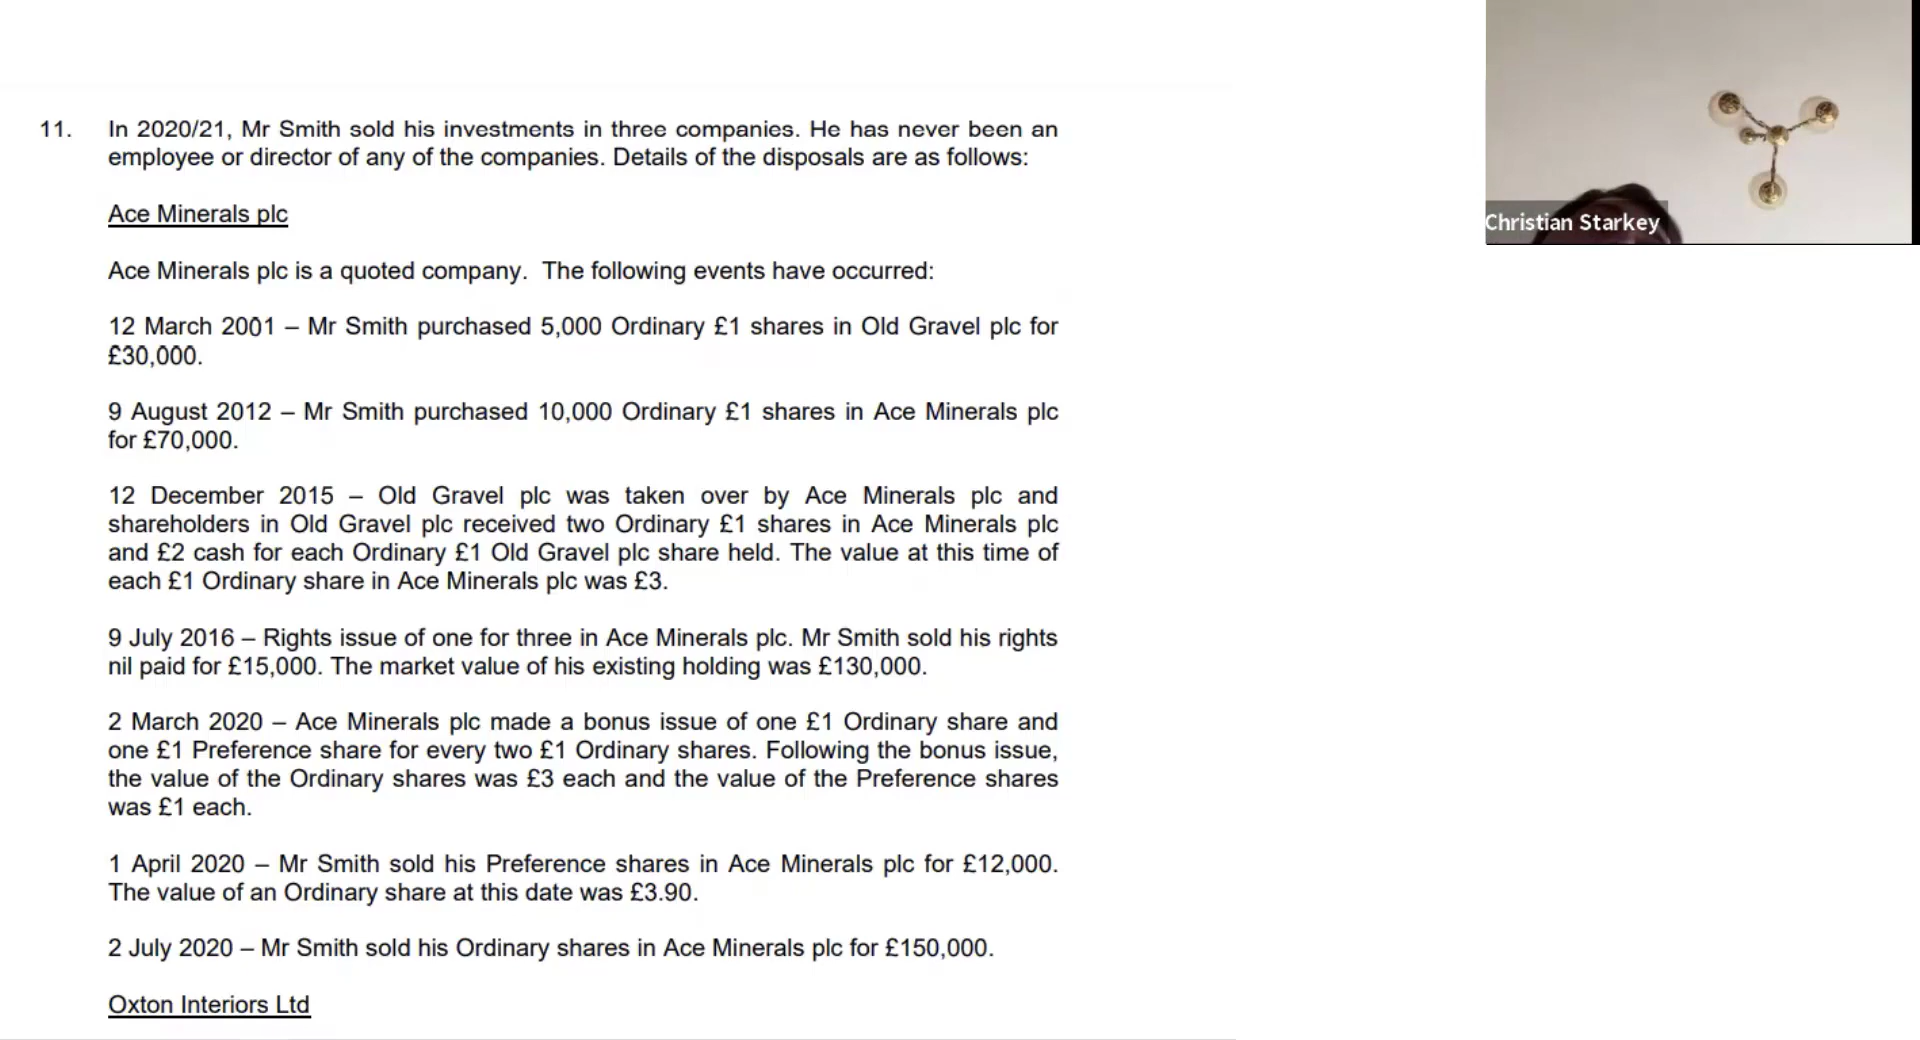 11. In 2020/21, Mr Smith sold his investments in three companies. He has never been an
employee or director of any of the companies. Details of the disposals are as follows:
Ace Minerals plc
Ace Minerals plc is a quoted company. The following events have occurred:
12 March 2001 – Mr Smith purchased 5,000 Ordinary £1 shares in Old Gravel plc for
£30,000.
9 August 2012 – Mr Smith purchased 10,000 Ordinary £1 shares in Ace Minerals plc
for £70,000.
12 December 2015 – Old Gravel plc was taken over by Ace Minerals plc and
shareholders in Old Gravel plc received two Ordinary £1 shares in Ace Minerals plc
and £2 cash for each Ordinary £1 Old Gravel plc share held. The value at this time of
each £1 Ordinary share in Ace Minerals plc was £3.
9 July 2016 – Rights issue of one for three in Ace Minerals plc. Mr Smith sold his rights
nil paid for £15,000. The market value of his existing holding was £130,000.
2 March 2020 – Ace Minerals plc made a bonus issue of one £1 Ordinary share and
one £1 Preference share for every two £1 Ordinary shares. Following the bonus issue,
the value of the Ordinary shares was £3 each and the value of the Preference shares
was £1 each.
1 April 2020 – Mr Smith sold his Preference shares in Ace Minerals plc for £12,000.
The value of an Ordinary share at this date was £3.90.
2 July 2020 – Mr Smith sold his Ordinary shares in Ace Minerals plc for £150,000.
Oxton Interiors Ltd
Christian Starkey